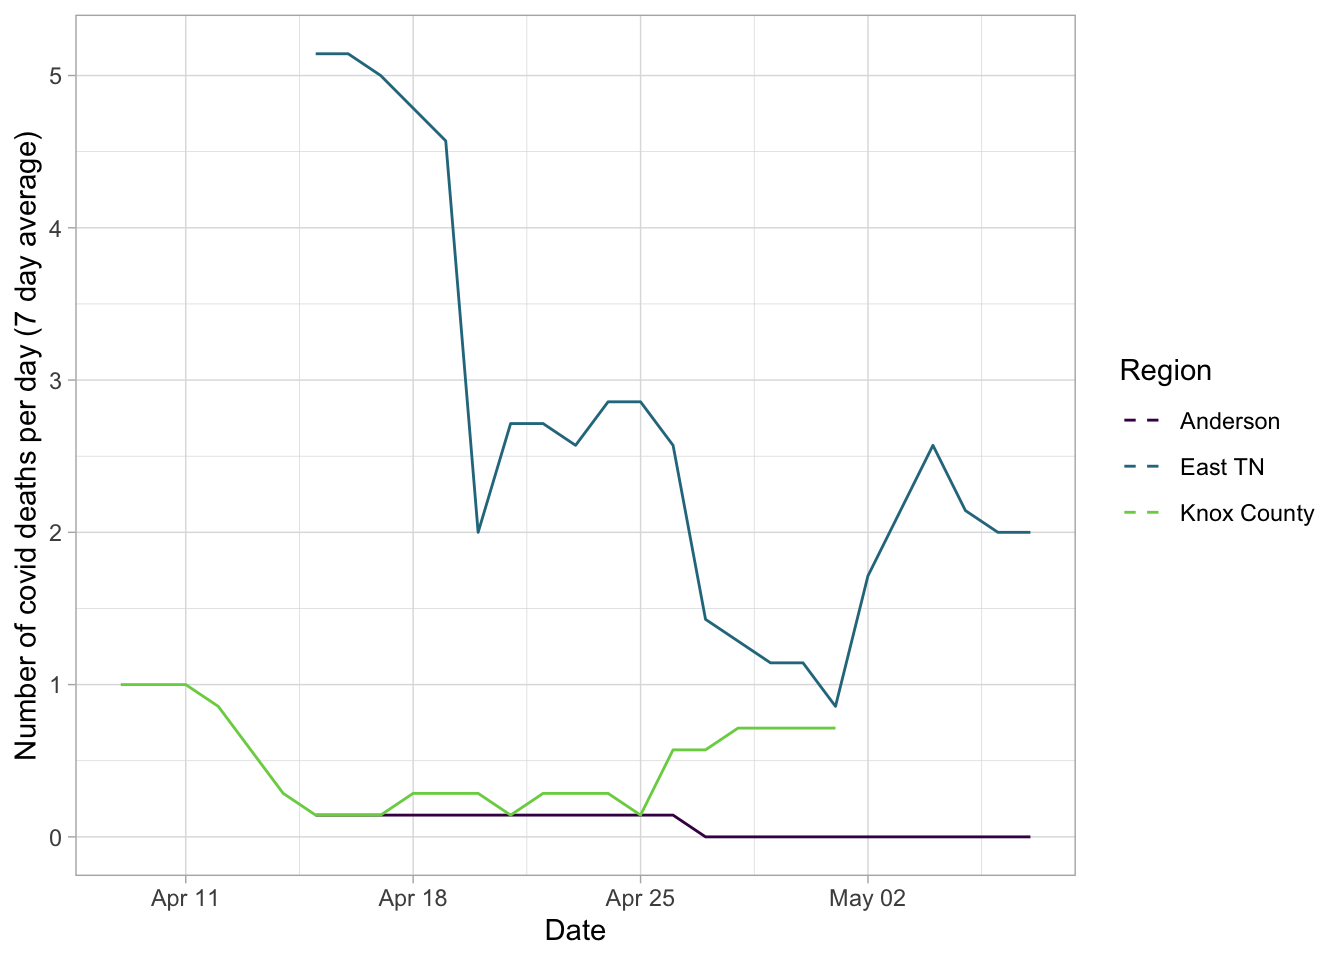 Number of covid deaths per day (7 day average)
5
4
3
2
1
0
Apr 11
Apr 18
Apr 25
May 02
Date
Region
Anderson
East TN
Knox County